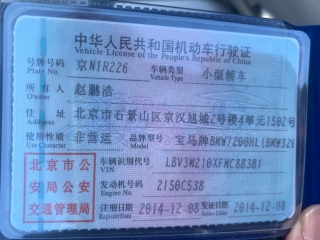 中华人民共和国机动车行驶证
Vehicle License of the People's Republic of China
号牌号码 京N1R226 车辆类型 小型轿车
Plate No. Vehicle Type
所有人 赵鹏浩
Owner
住址 北京市石景山区京汉旭城2号楼4单元1502号
Address
使用性质 非营运 品牌型号 宝马牌BMW7200HL(BMW326
Use Character
北京市公
安局公安
交通管理局
车辆识别代号 LBV3M210XFMC88381
VIN
发动机号码 2150C538
Engine No.
注册日期 2014-12-08 发证日期 2014-12-08
Register Date Issue Date